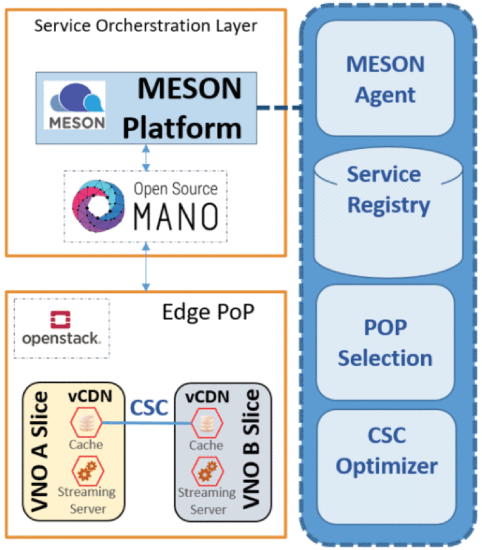 Service Orcherstration Layer
MESON
MESON
Platform
Open Source
MANO
Edge PoP
openstack.
VNO A Slice
vCDN
Cache
Streaming
Server
CSC
vCDN
Cache
Streaming
Server
VNO B Slice
MESON
Agent
Service
Registry
POP
Selection
CSC
Optimizer